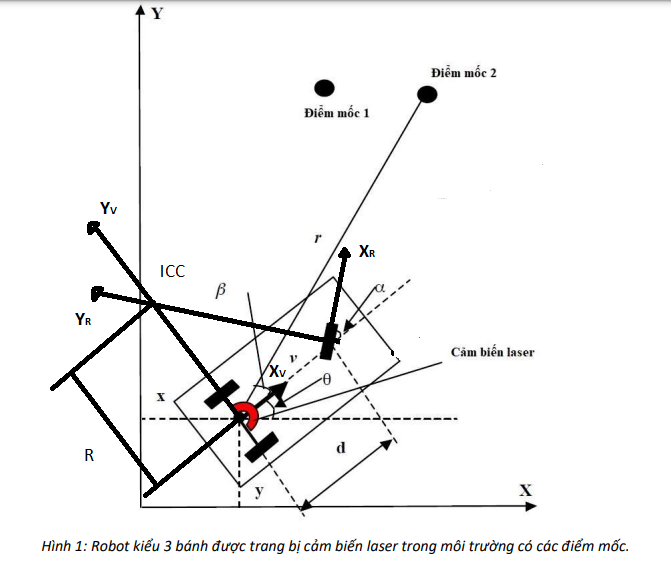 Y
Điểm mốc 2
Điểm mốc 1
YV
r
XR
ICC
β
α
YR
Cảm biến laser
v
XV
θ
x
R
d
y
X
Hình 1: Robot kiểu 3 bánh được trang bị cảm biến laser trong môi trường có các điểm mốc.